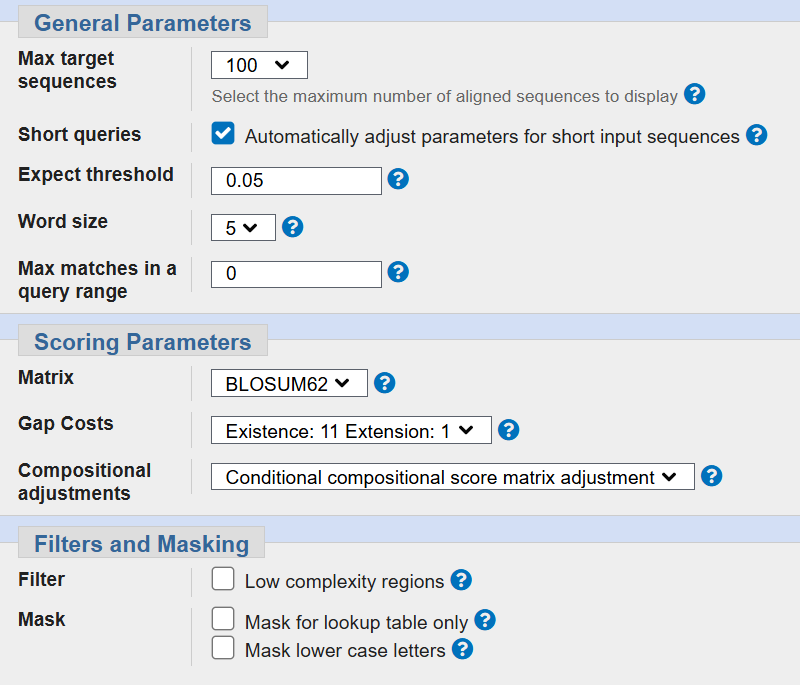 General Parameters
Max target
sequences
100
Select the maximum number of aligned sequences to display ?
Short queries
Automatically adjust parameters for short input sequences ?
Expect threshold
0.05 ?
Word size
5 ?
Max matches in a
query range
0 ?
Scoring Parameters
Matrix
BLOSUM62 ?
Gap Costs
Existence: 11 Extension: 1 ?
Compositional
adjustments
Conditional compositional score matrix adjustment ?
Filters and Masking
Filter
Low complexity regions ?
Mask
Mask for lookup table only ?
Mask lower case letters ?